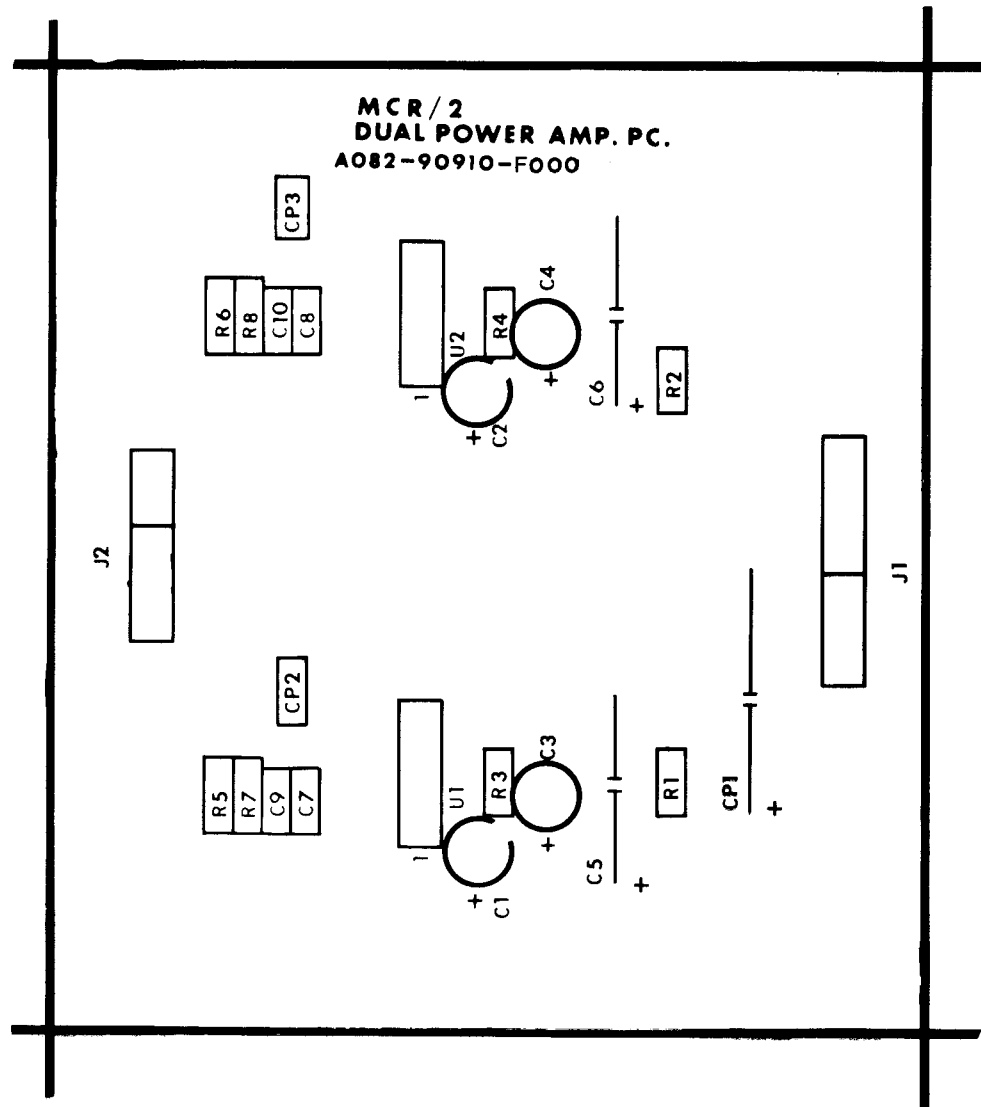 MCR/2
DUAL POWER AMP. PC.
A082-90910-F000
CP3
R6
R8
C10
C8
1
U2
R4
C4
+
+
C2
C6
+
R2
J2
J1
CP2
R5
R7
C9
C7
1
U1
R3
C3
+
+
C1
C5
+
R1
CP1
+